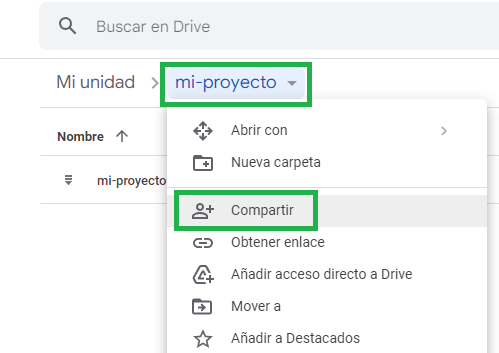 Buscar en Drive
Mi unidad > mi-proyecto
Nombre
mi-proyecto
Abrir con
Nueva carpeta
Compartir
Obtener enlace
Añadir acceso directo a Drive
Mover a
Añadir a Destacados